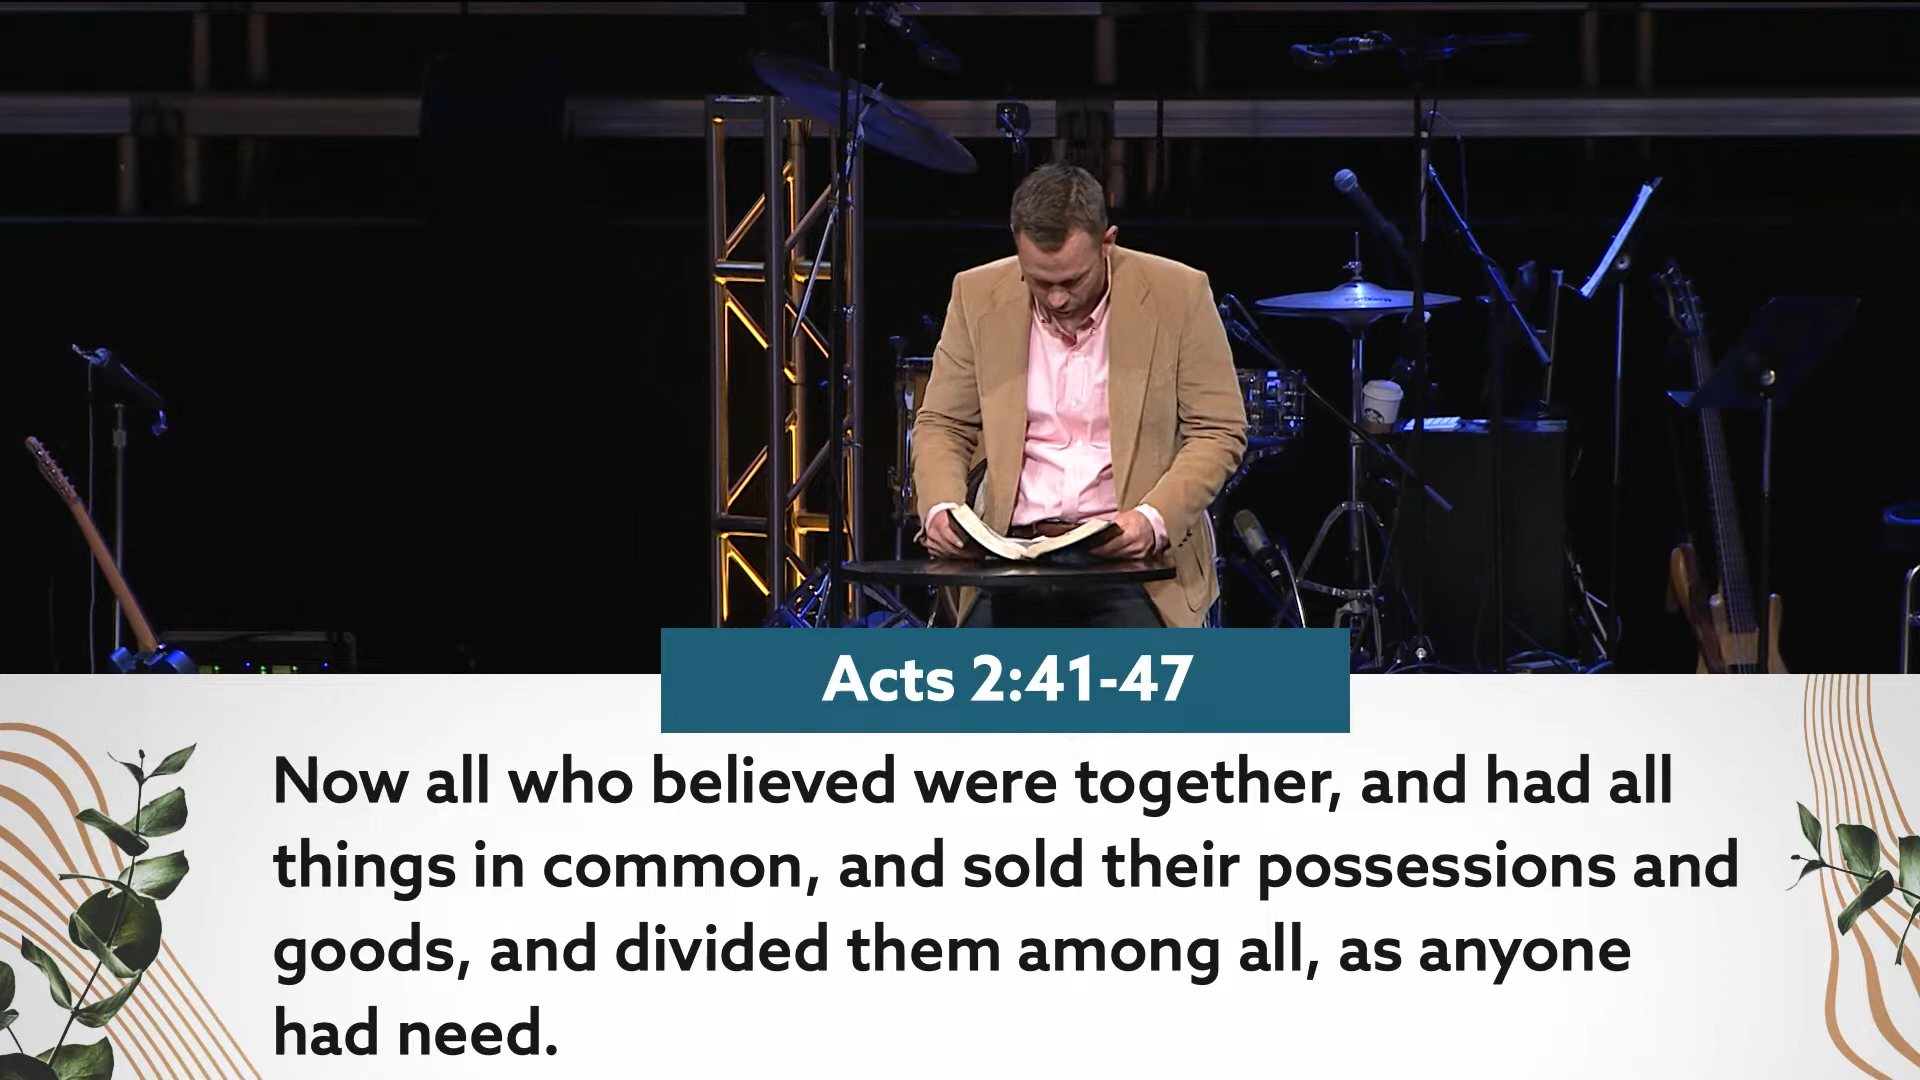 Acts 2:41-47
Now all who believed were together, and had all
things in common, and sold their possessions and
goods, and divided them among all, as anyone
had need.